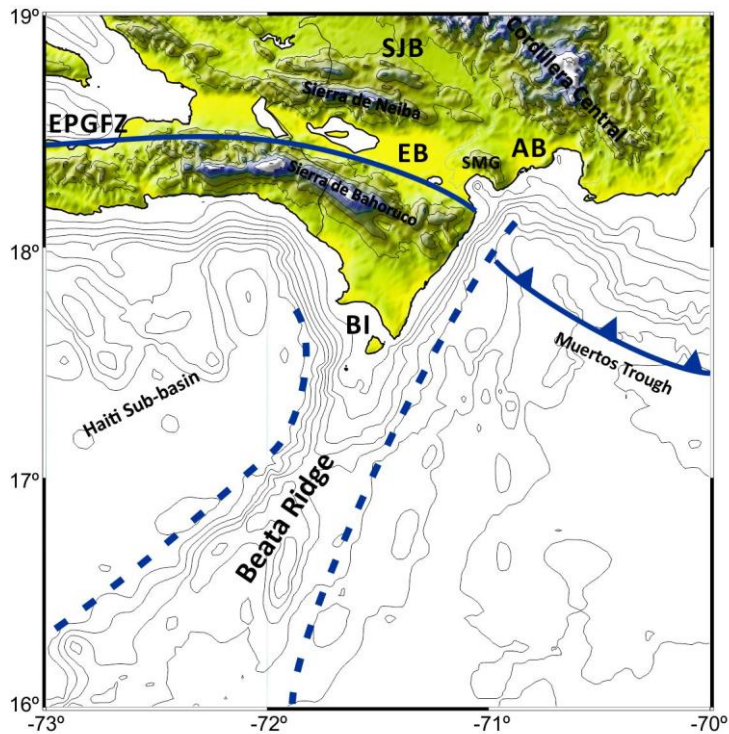 19º
SJB
Cordillera Central
Sierra de Neiba
EPGFZ
EB
SMG
AB
Sierra de Bahoruco
18º
BI
Muertos Trough
Haiti Sub-basin
17º
Beata Ridge
16º
-73º
-72º
-71º
-70º